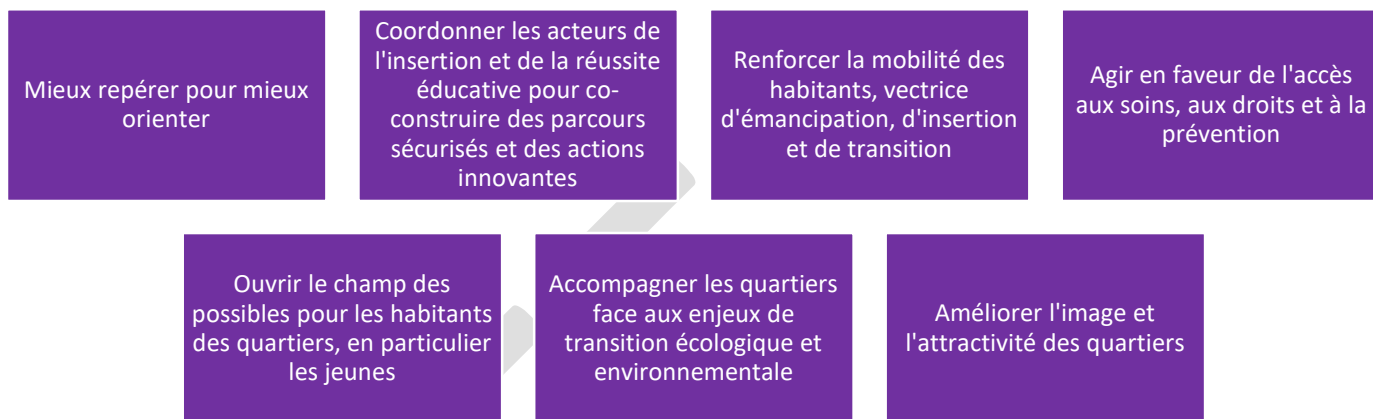 Mieux repérer pour mieux
orienter
Coordonner les acteurs de
l'insertion et de la réussite
éducative pour co-
construire des parcours
sécurisés et des actions
innovantes
Renforcer la mobilité des
habitants, vectrice
d'émancipation, d'insertion
et de transition
Agir en faveur de l'accès
aux soins, aux droits et à la
prévention
Ouvrir le champ des
possibles pour les habitants
des quartiers, en particulier
les jeunes
Accompagner les quartiers
face aux enjeux de
transition écologique et
environnementale
Améliorer l'image et
l'attractivité des quartiers